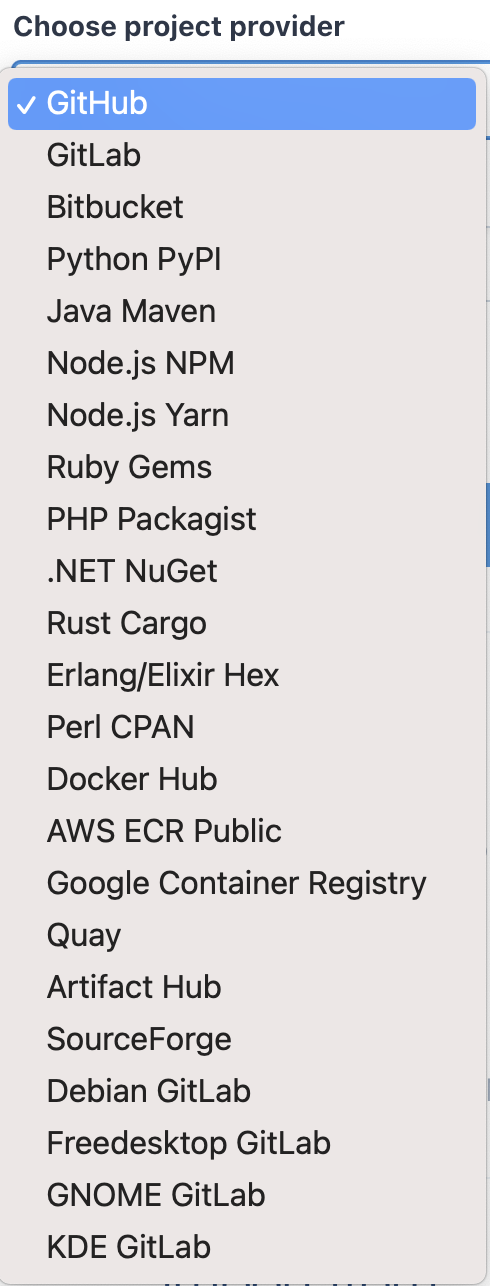 Choose project provider
✓ GitHub
GitLab
Bitbucket
Python PyPI
Java Maven
Node.js NPM
Node.js Yarn
Ruby Gems
PHP Packagist
.NET NuGet
Rust Cargo
Erlang/Elixir Hex
Perl CPAN
Docker Hub
AWS ECR Public
Google Container Registry
Quay
Artifact Hub
SourceForge
Debian GitLab
Freedesktop GitLab
GNOME GitLab
KDE GitLab